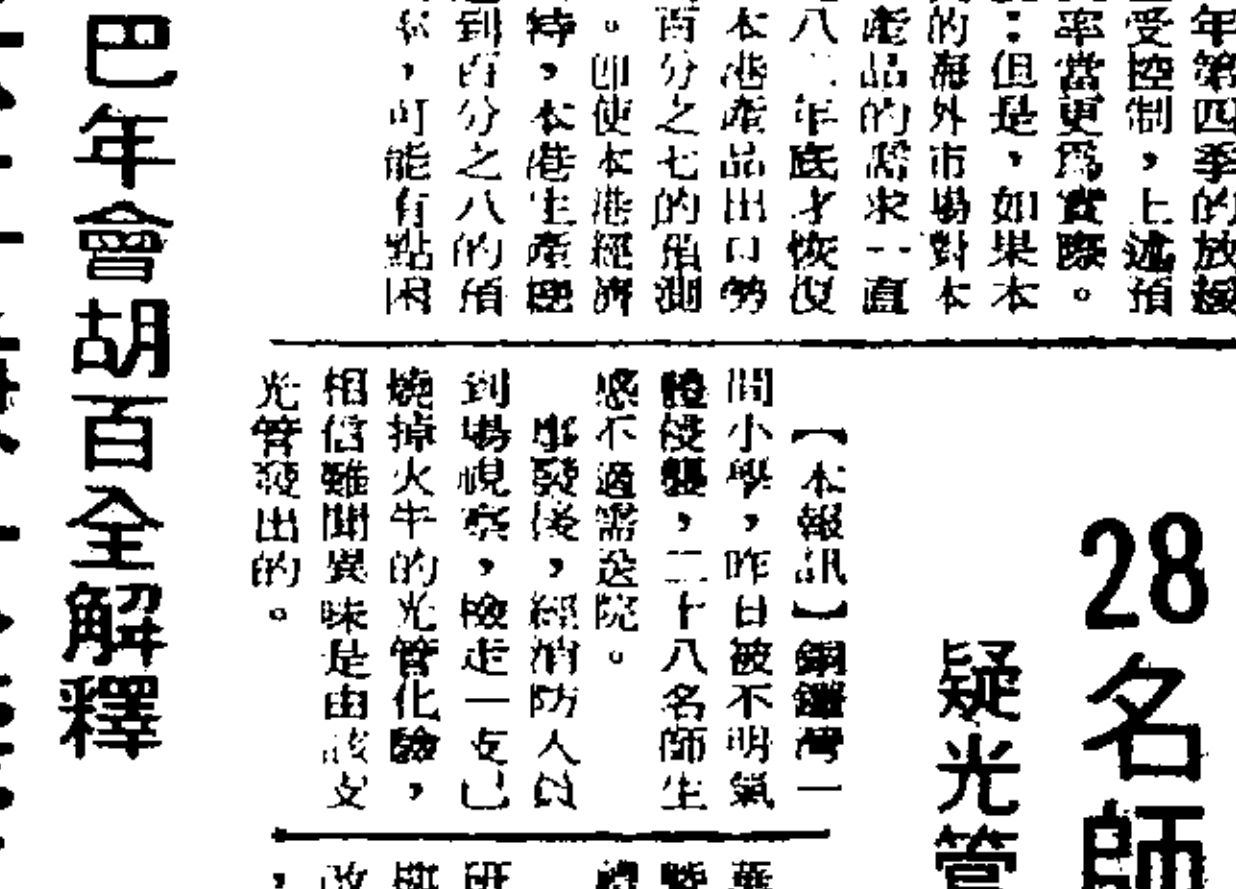 年第四季的放緩
受控制，上述預
率當更爲實際。
：但是，如果本
的海外市場對本
產品的需求一直
八二年底才恢復
本港產品出口勢
百分之七的預測
。即使本港經濟
持，本港生產總
到百分之八的預
，可能有點困
28名師
疑光管
【本報訊】銅鑼灣一
間小學，昨日被不明氣
體侵襲，二十八名師生
感不適需送院。
事發後，經消防人員
到場視察，檢走一支已
燒掉火牛的光管化驗，
相信難聞異味是由該支
光管發出的。
巴年會胡百全解釋